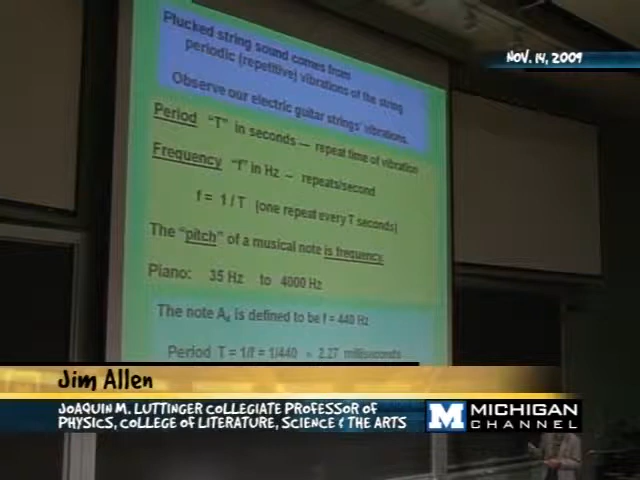 Plucked string sound comes from
periodic (repetitive) vibrations of the string
Observe our electric guitar strings' vibrations.
Period "T" in seconds — repeat time of vibration
Frequency "f" in Hz – repeats/second
f = 1 / T (one repeat every T seconds)
The "pitch" of a musical note is frequency.
Piano: 35 Hz to 4000 Hz
The note A4 is defined to be f = 440 Hz
Period T = 1/f = 1/440 = 2.27 milliseconds
NOV. 14, 2009
Jim Allen
JOAQUIN M. LUTTINGER COLLEGIATE PROFESSOR OF
PHYSICS, COLLEGE OF LITERATURE, SCIENCE & THE ARTS
M MICHIGAN
CHANNEL